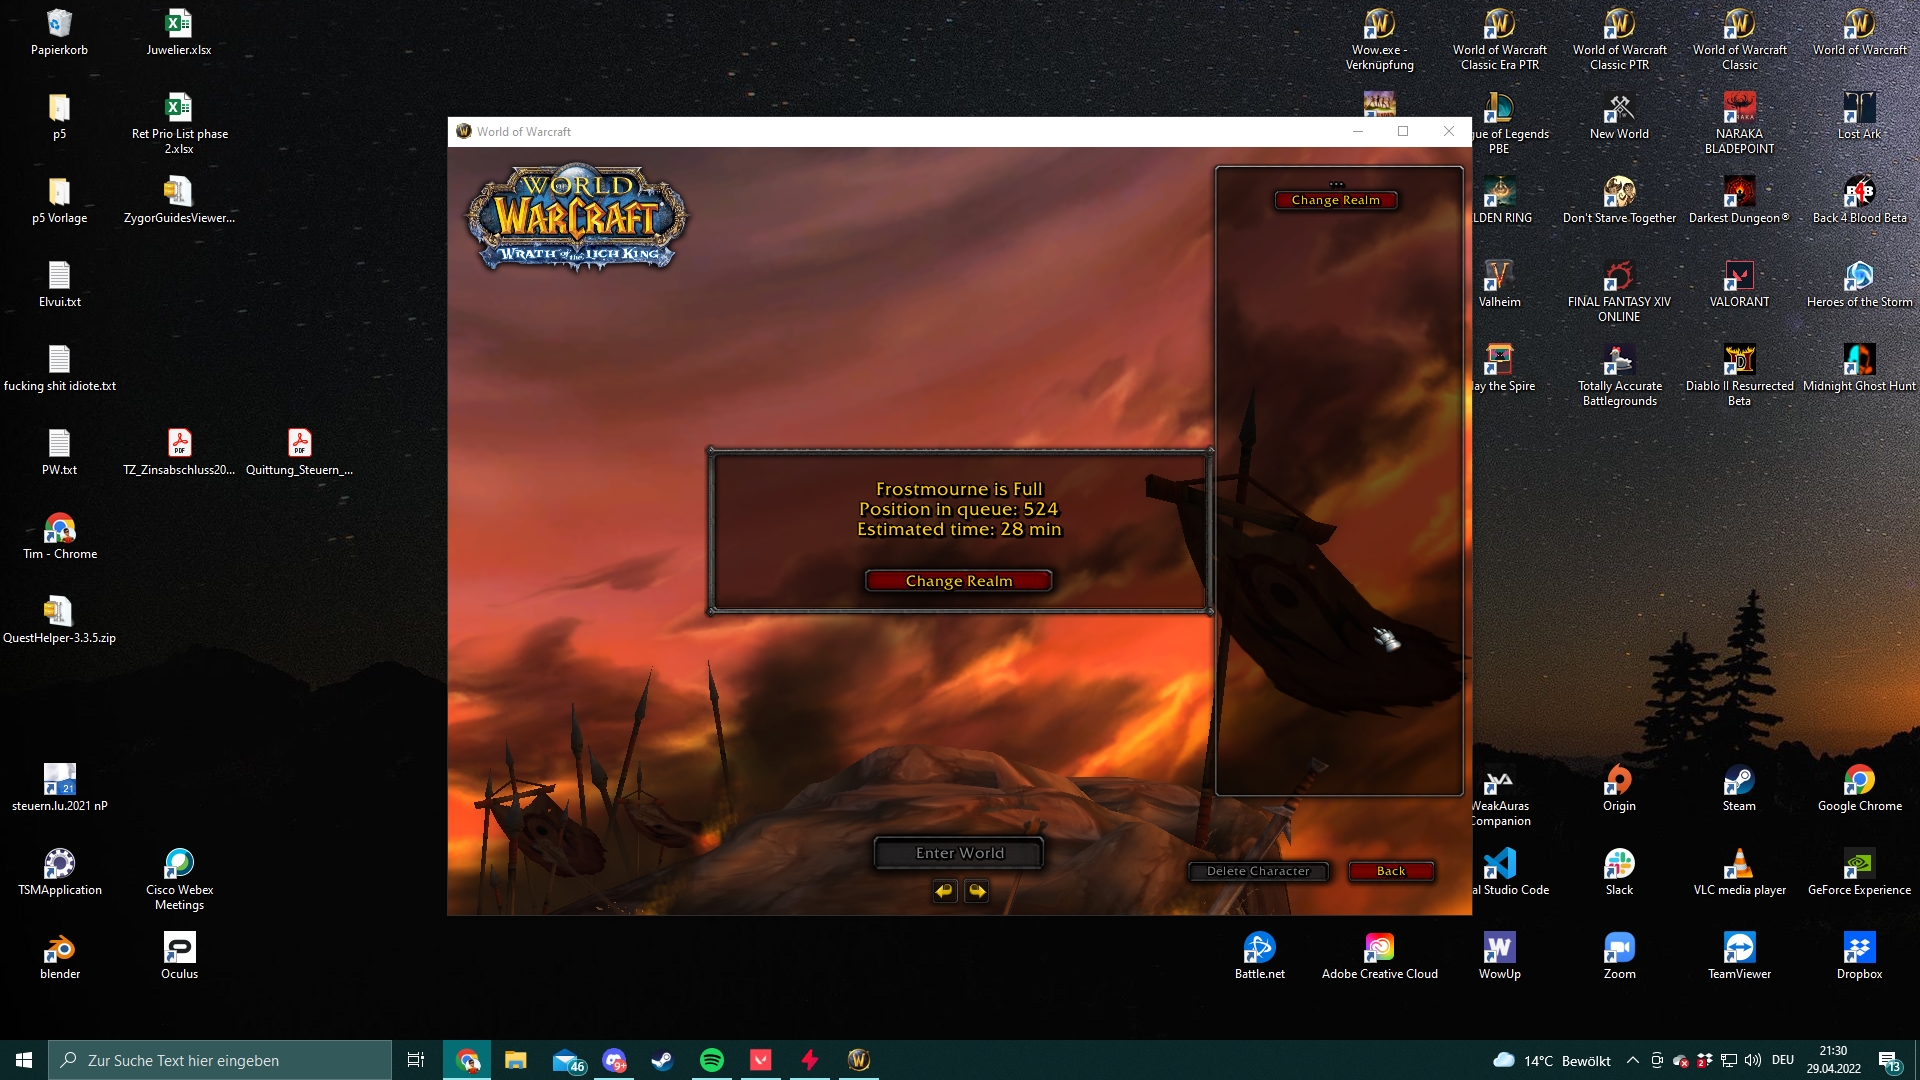 Papierkorb
Juwelier.xlsx
p5
Ret Prio List phase
2.xlsx
p5 Vorlage
ZygorGuidesViewer...
Elvui.txt
fucking shit idiote.txt
PW.txt
TZ_Zinsabschluss20...
Quittung_Steuern_...
Tim - Chrome
QuestHelper-3.3.5.zip
steuern.lu.2021 nP
TSMApplication
Cisco Webex
Meetings
blender
Oculus
World of Warcraft
WORLD
OF
WARCRAFT
WRATH of the LICH KING
...
Change Realm
Frostmourne is Full
Position in queue: 524
Estimated time: 28 min
Change Realm
Enter World
Delete Character
Back
Wow.exe -
Verknüpfung
World of Warcraft
Classic Era PTR
World of Warcraft
Classic PTR
World of Warcraft
Classic
World of Warcraft
gue of Legends
PBE
New World
NARAKA
BLADEPOINT
Lost Ark
LDEN RING
Don't Starve Together
Darkest Dungeon®
Back 4 Blood Beta
Valheim
FINAL FANTASY XIV
ONLINE
VALORANT
Heroes of the Storm
lay the Spire
Totally Accurate
Battlegrounds
Diablo II Resurrected
Beta
Midnight Ghost Hunt
WeakAuras
Companion
Origin
Steam
Google Chrome
al Studio Code
Slack
VLC media player
GeForce Experience
Battle.net
Adobe Creative Cloud
WowUp
Zoom
TeamViewer
Dropbox
Zur Suche Text hier eingeben
46
9+
14°C Bewölkt
2
DEU
21:30
29.04.2022
13